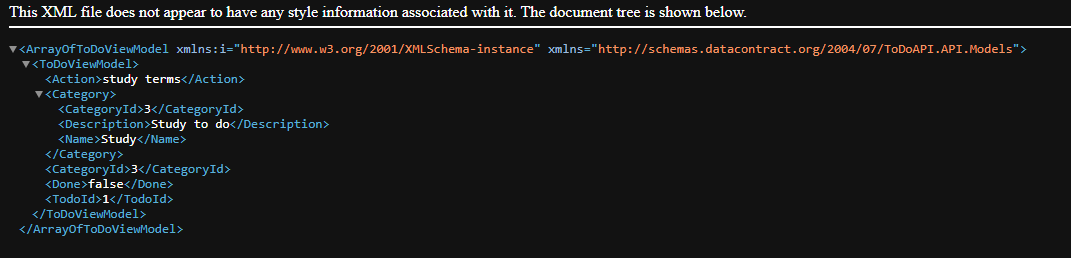 This XML file does not appear to have any style information associated with it. The document tree is shown below.
▼<ArrayOfToDoViewModel xmlns:i="http://www.w3.org/2001/XMLSchema-instance" xmlns="http://schemas.datacontract.org/2004/07/ToDoAPI.API.Models">
▼<ToDoViewModel>
<Action>study terms</Action>
▼<Category>
<CategoryId>3</CategoryId>
<Description>Study to do</Description>
<Name>Study</Name>
</Category>
<CategoryId>3</CategoryId>
<Done>false</Done>
<TodoId>1</TodoId>
</ToDoViewModel>
</ArrayOfToDoViewModel>